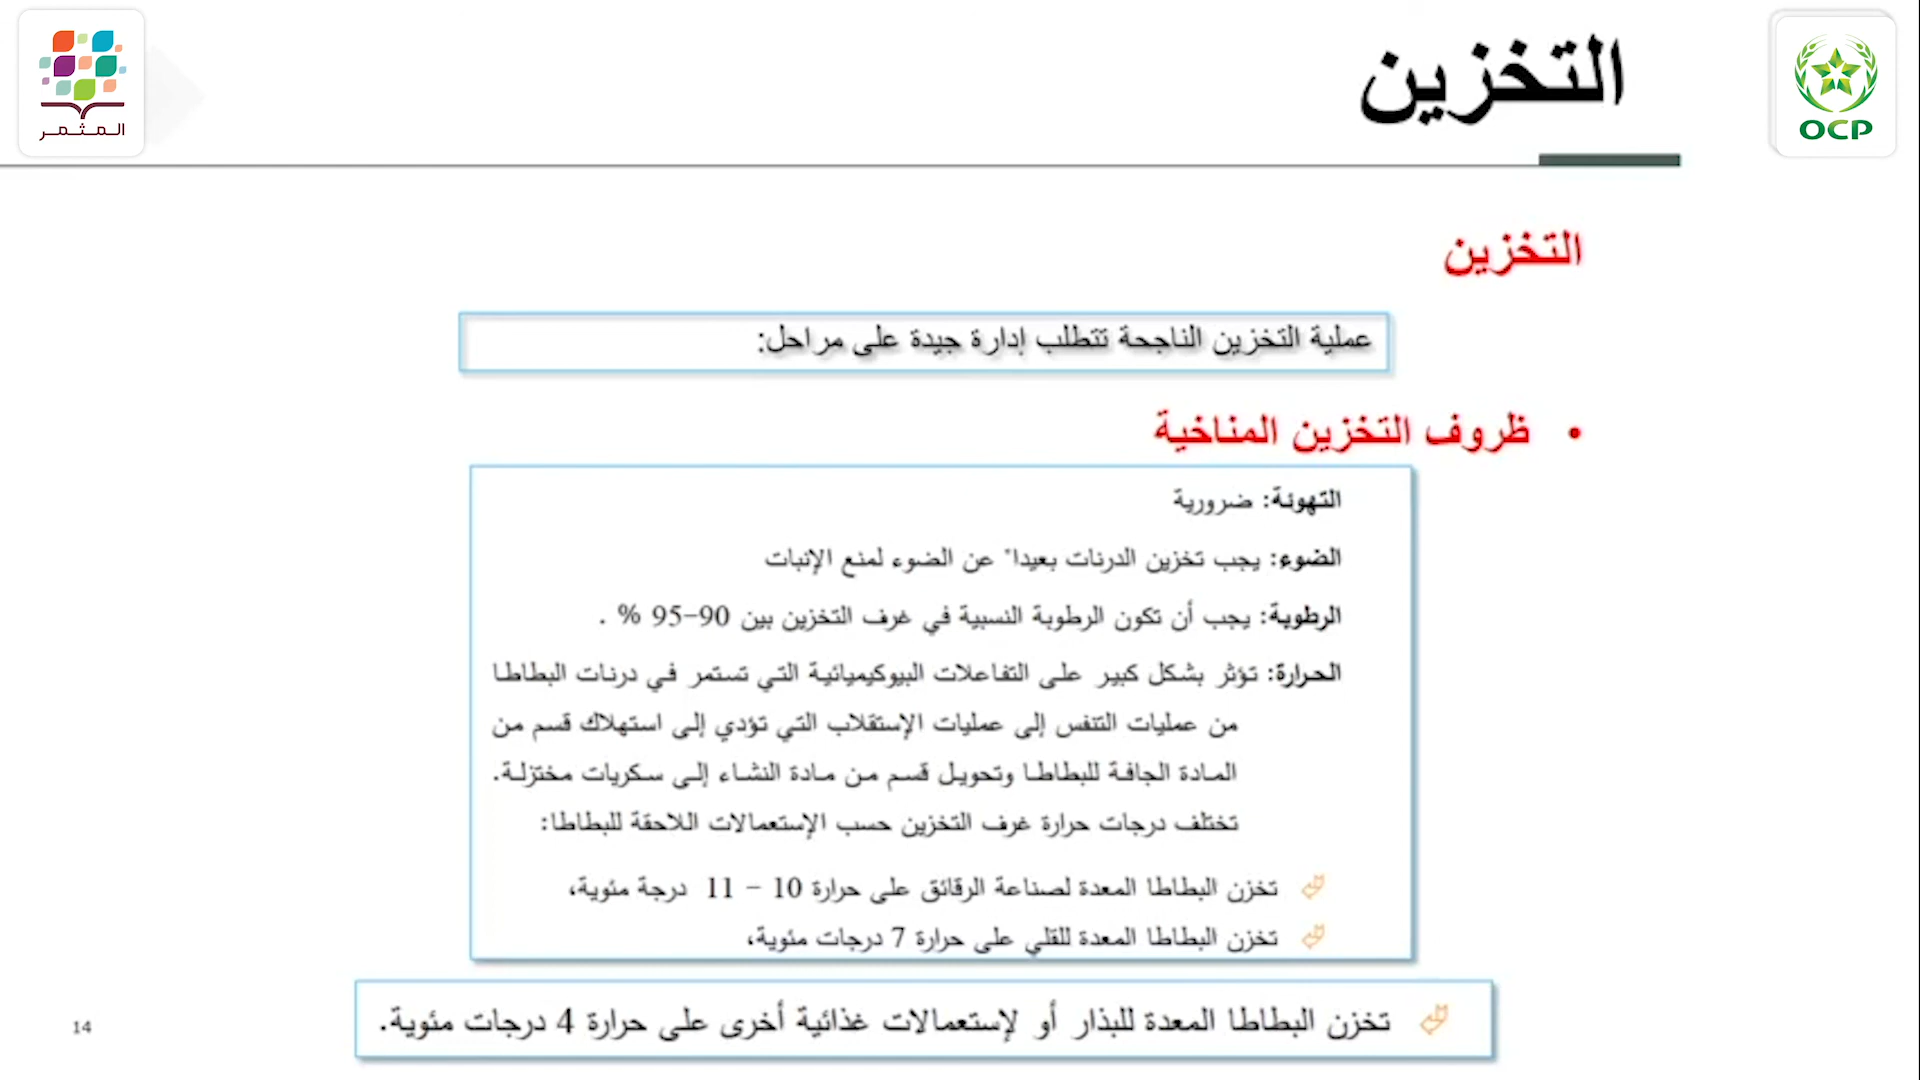 المثمر
التخزين
OCP
التخزين
عملية التخزين الناجحة تتطلب إدارة جيدة على مراحل:
• ظروف التخزين المناخية
التهوئة: ضرورية
الضوء: يجب تخزين الدرنات بعيدا" عن الضوء لمنع الإنبات
الرطوبة: يجب أن تكون الرطوبة النسبية في غرف التخزين بين 90-95 % .
الحرارة: تؤثر بشكل كبير على التفاعلات البيوكيميائية التي تستمر في درنات البطاطا
من عمليات التنفس إلى عمليات الإستقلاب التي تؤدي إلى استهلاك قسم من
المادة الجافة للبطاطا وتحويل قسم من مادة النشاء إلى سكريات مختزلة.
تختلف درجات حرارة غرف التخزين حسب الإستعمالات اللاحقة للبطاطا:
تخزن البطاطا المعدة لصناعة الرقائق على حرارة 10 – 11 درجة مئوية،
تخزن البطاطا المعدة للقلي على حرارة 7 درجات مئوية،
تخزن البطاطا المعدة للبذار أو لإستعمالات غذائية أخرى على حرارة 4 درجات مئوية.
14